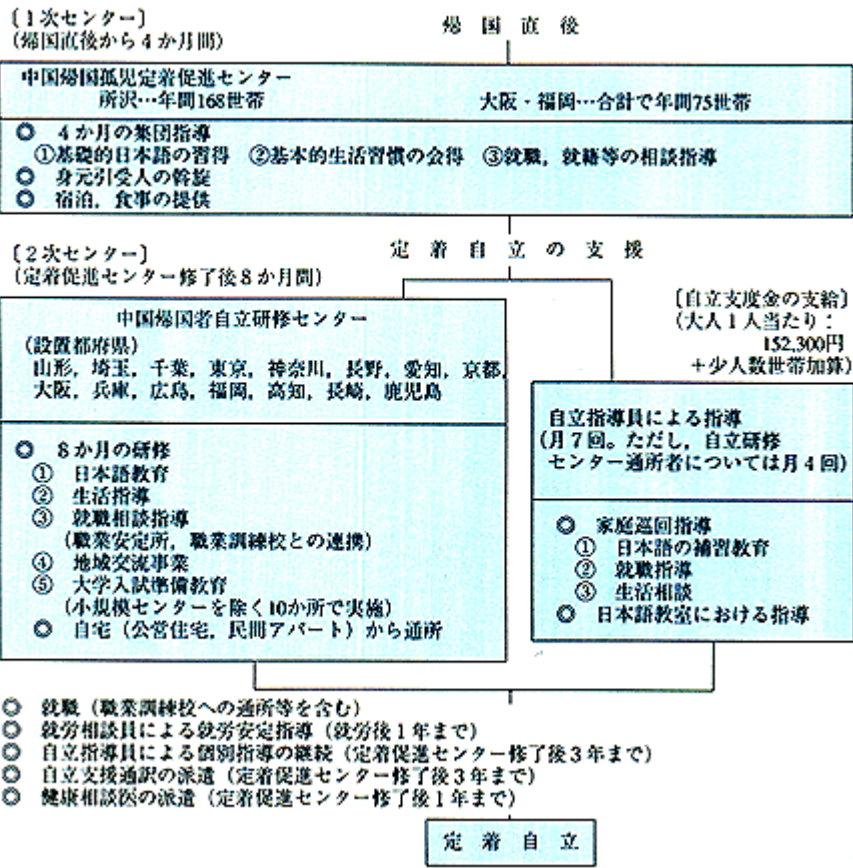 〔1次センター〕
(帰国直後から4か月間)
帰国直後
中国帰国孤児定着促進センター
所沢…年間168世帯
大阪・福岡…合計で年間75世帯
◎ 4か月の集団指導
①基礎的日本語の習得 ②基本的生活習慣の会得 ③就職,就籍等の相談指導
◎ 身元引受人の斡旋
◎ 宿泊,食事の提供
定着自立の支援
〔2次センター〕
(定着促進センター修了後8か月間)
中国帰国者自立研修センター
(設置都府県)
山形,埼玉,千葉,東京,神奈川,長野,愛知,京都,
大阪,兵庫,広島,福岡,高知,長崎,鹿児島
◎ 8か月の研修
① 日本語教育
② 生活指導
③ 就職相談指導
(職業安定所,職業訓練校との連携)
④ 地域交流事業
⑤ 大学入試準備教育
(小規模センターを除く10か所で実施)
◎ 自宅(公営住宅,民間アパート)から通所
〔自立支度金の支給〕
(大人1人当たり:
152,300円
+少人数世帯加算)
自立指導員による指導
(月7回。ただし,自立研修
センター通所者については月4回)
◎ 家庭巡回指導
① 日本語の補習教育
② 就職指導
③ 生活相談
◎ 日本語教室における指導
◎ 就職(職業訓練校への通所等を含む)
◎ 就労相談員による就労安定指導(就労後1年まで)
◎ 自立指導員による個別指導の継続(定着促進センター修了後3年まで)
◎ 自立支援通訳の派遣(定着促進センター修了後3年まで)
◎ 健康相談医の派遣(定着促進センター修了後1年まで)
定着自立